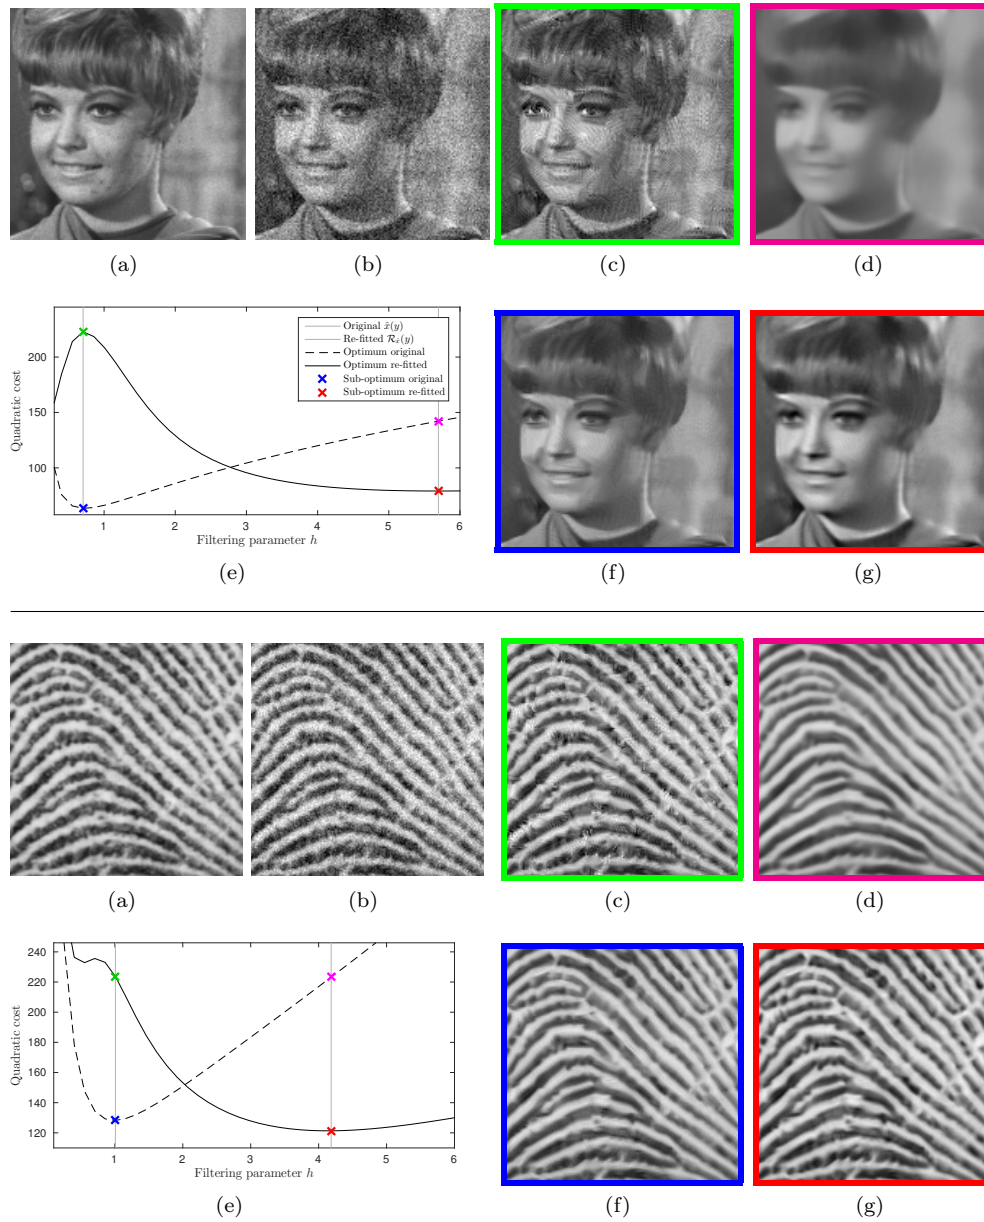 (a) (b) (c) (d)
Quadratic cost
200
150
100
1 2 3 4 5 6
Filtering parameter h
Original x̂(y)
Re-fitted R_x̂(y)
Optimum original
Optimum re-fitted
Sub-optimum original
Sub-optimum re-fitted
(e) (f) (g)
(a) (b) (c) (d)
Quadratic cost
240
220
200
180
160
140
120
1 2 3 4 5 6
Filtering parameter h
(e) (f) (g)